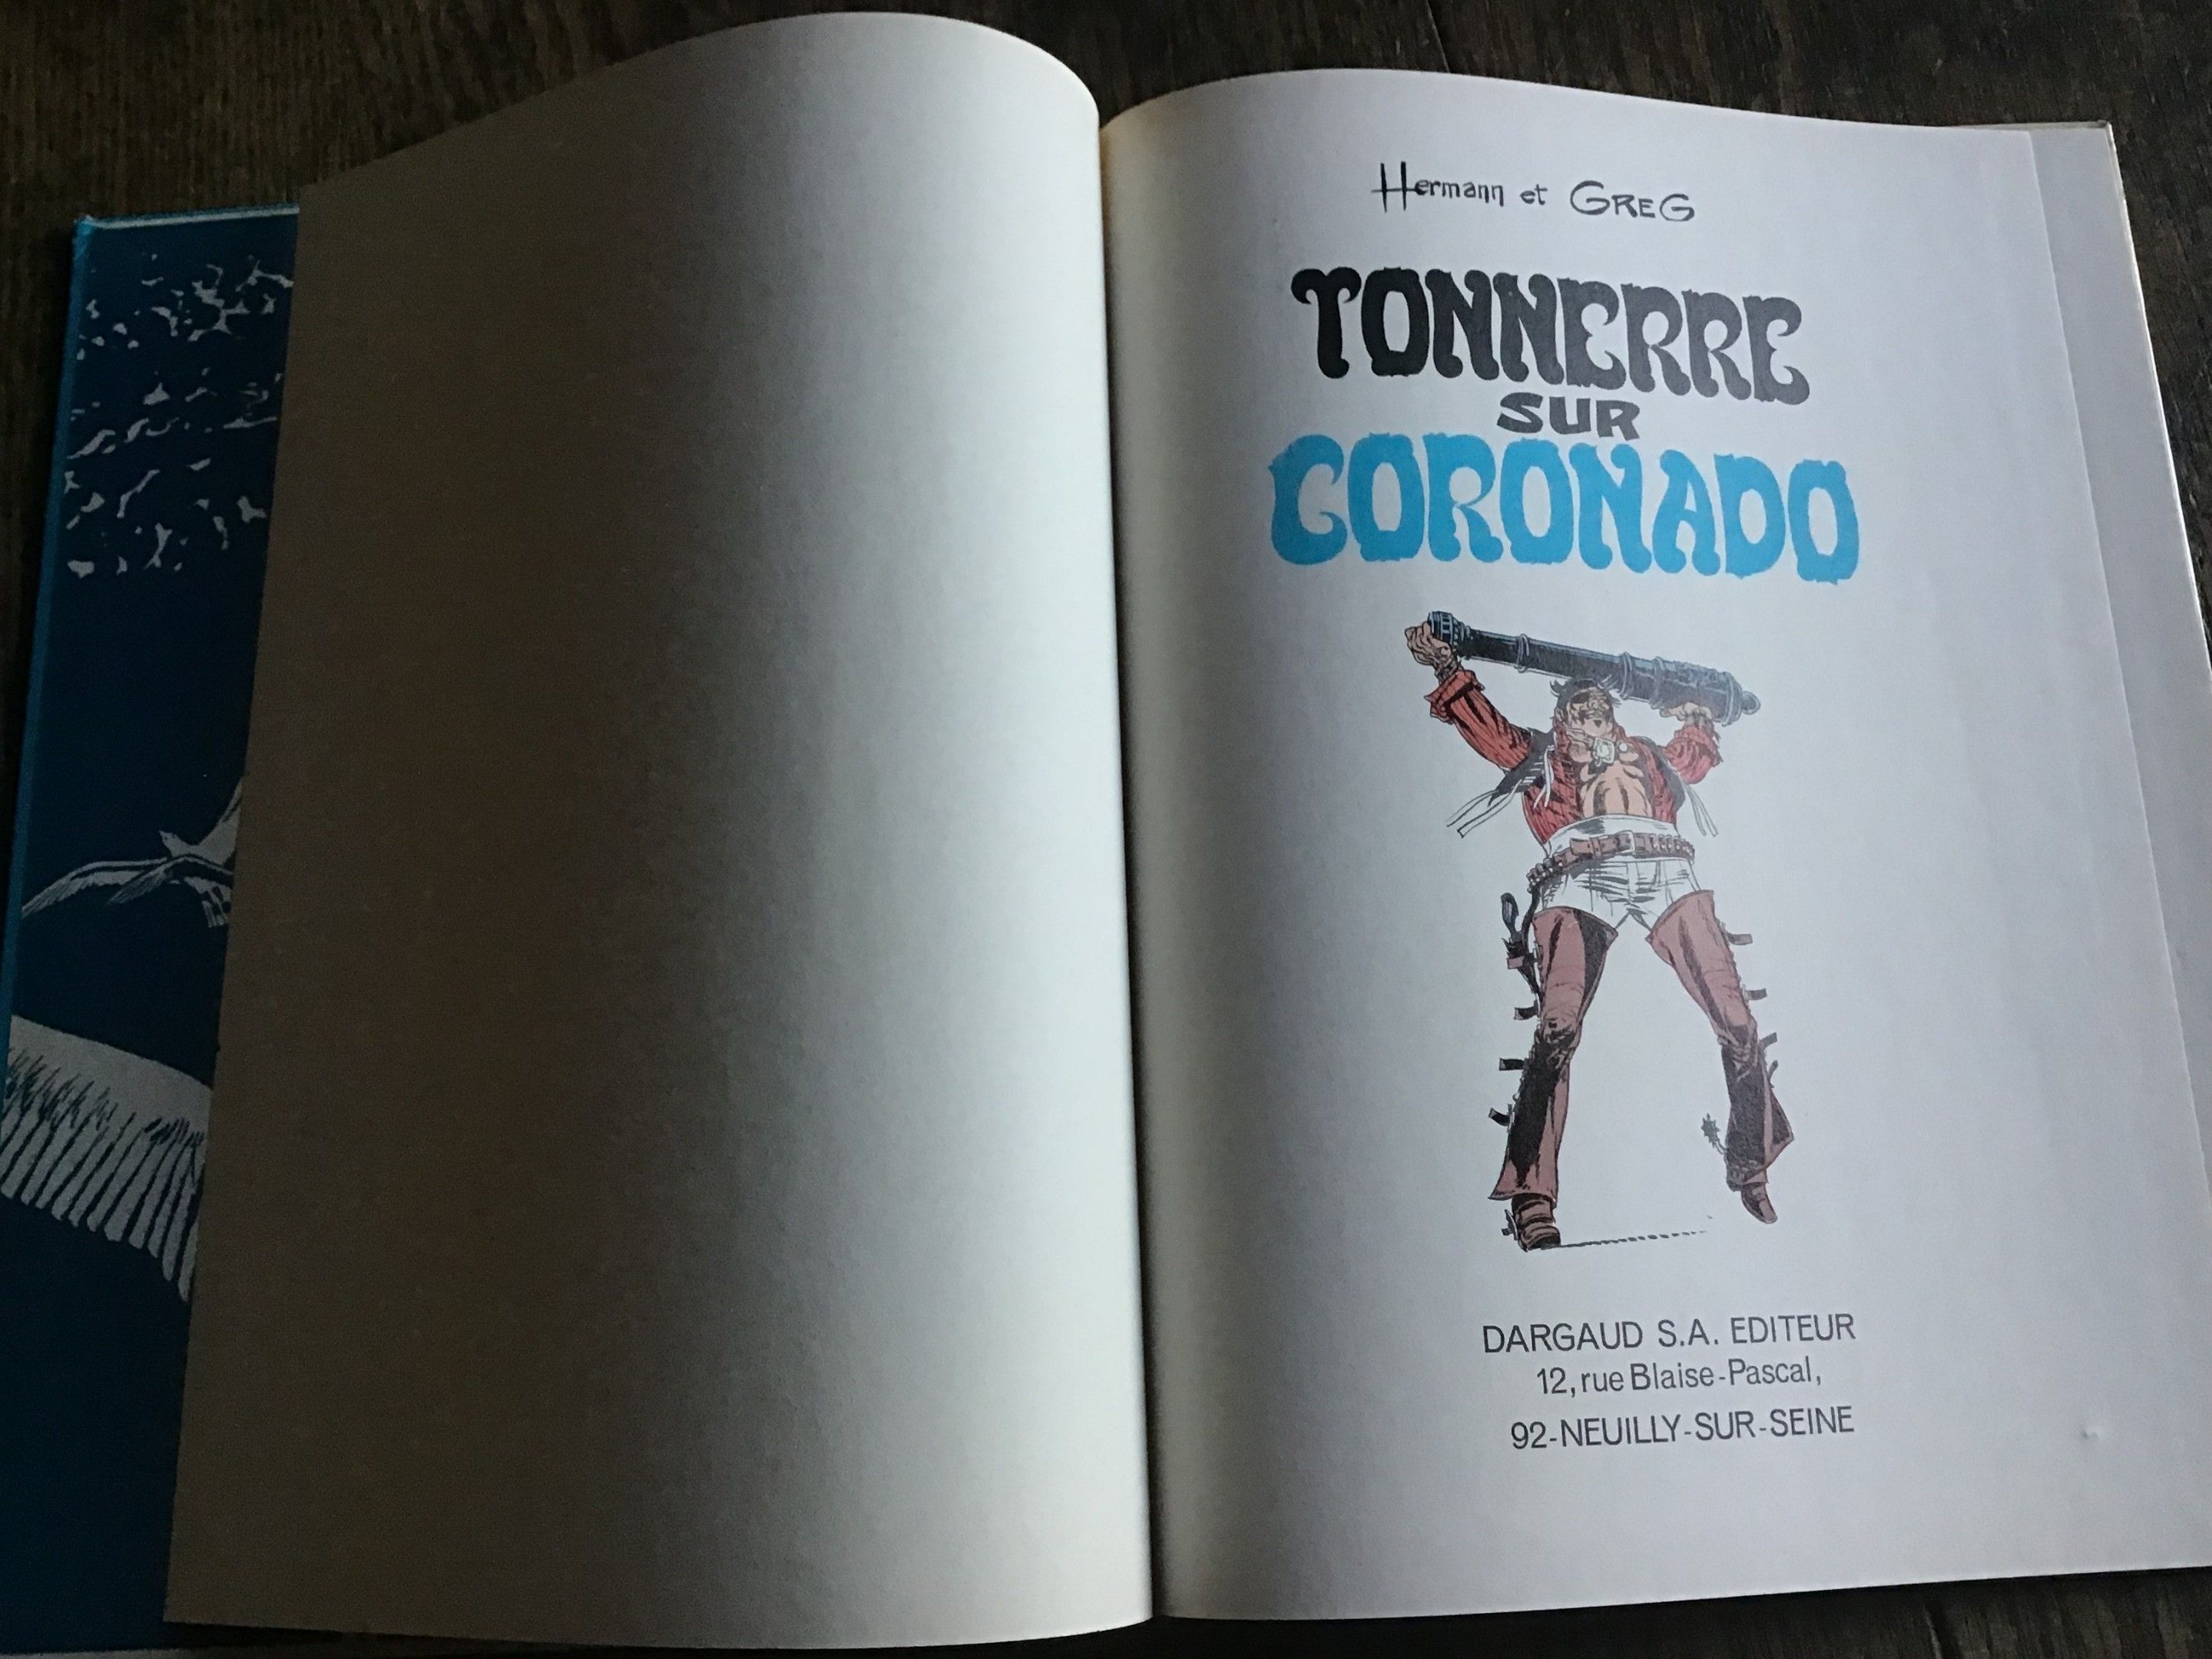 Hermann et GREG
TONNERRE
SUR
CORONADO
DARGAUD S.A. EDITEUR
12, rue Blaise-Pascal,
92-NEUILLY-SUR-SEINE